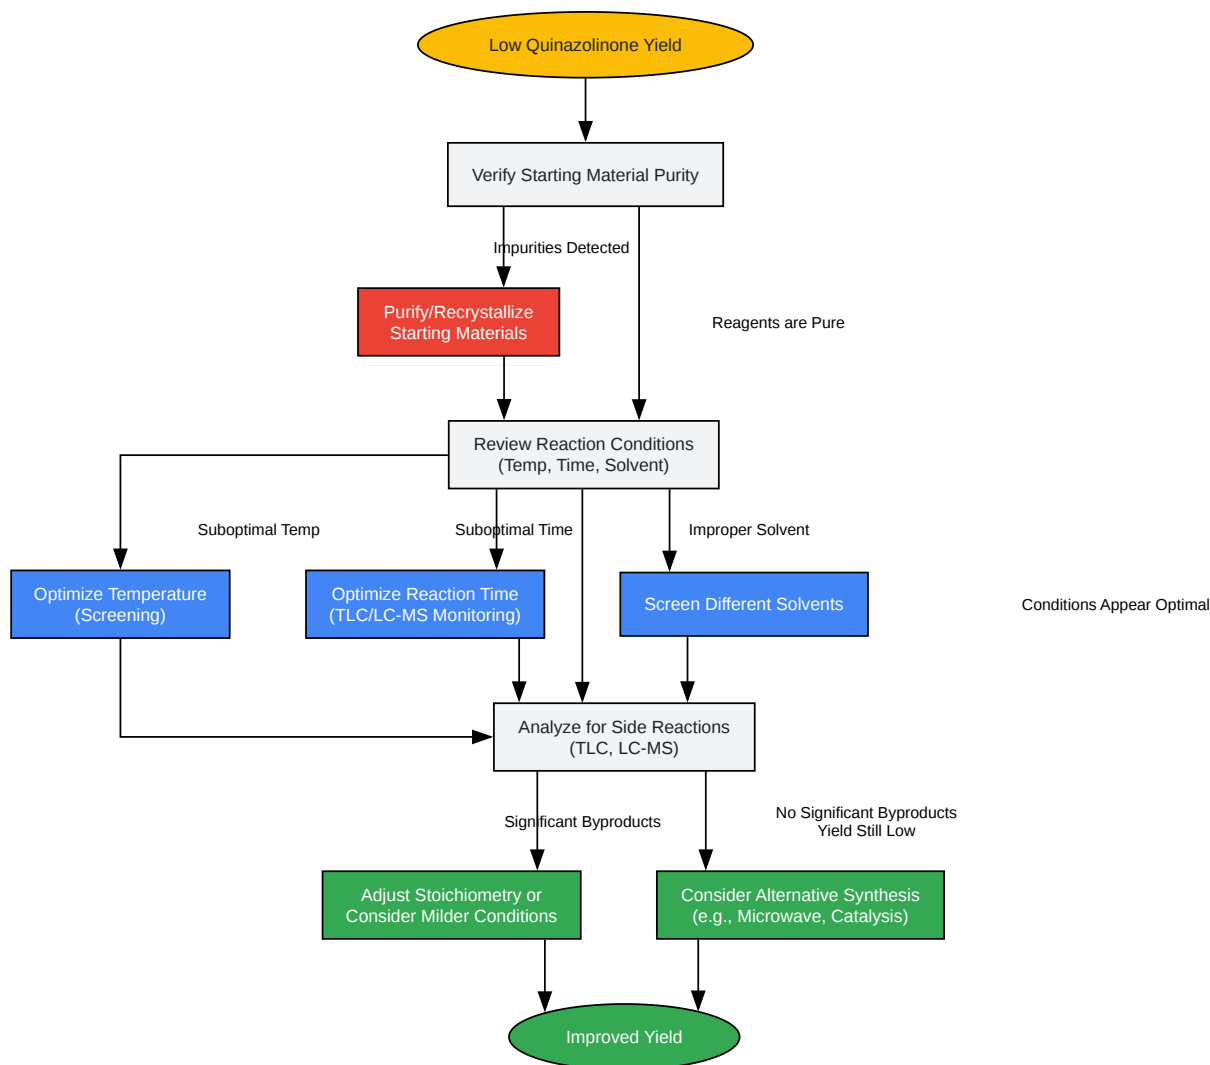 Low Quinazolinone Yield
Verify Starting Material Purity
Impurities Detected
Purify/Recrystallize
Starting Materials
Reagents are Pure
Review Reaction Conditions
(Temp, Time, Solvent)
Suboptimal Temp
Suboptimal Time
Improper Solvent
Optimize Temperature
(Screening)
Optimize Reaction Time
(TLC/LC-MS Monitoring)
Screen Different Solvents
Conditions Appear Optimal
Analyze for Side Reactions
(TLC, LC-MS)
Significant Byproducts
No Significant Byproducts
Yield Still Low
Adjust Stoichiometry or
Consider Milder Conditions
Consider Alternative Synthesis
(e.g., Microwave, Catalysis)
Improved Yield